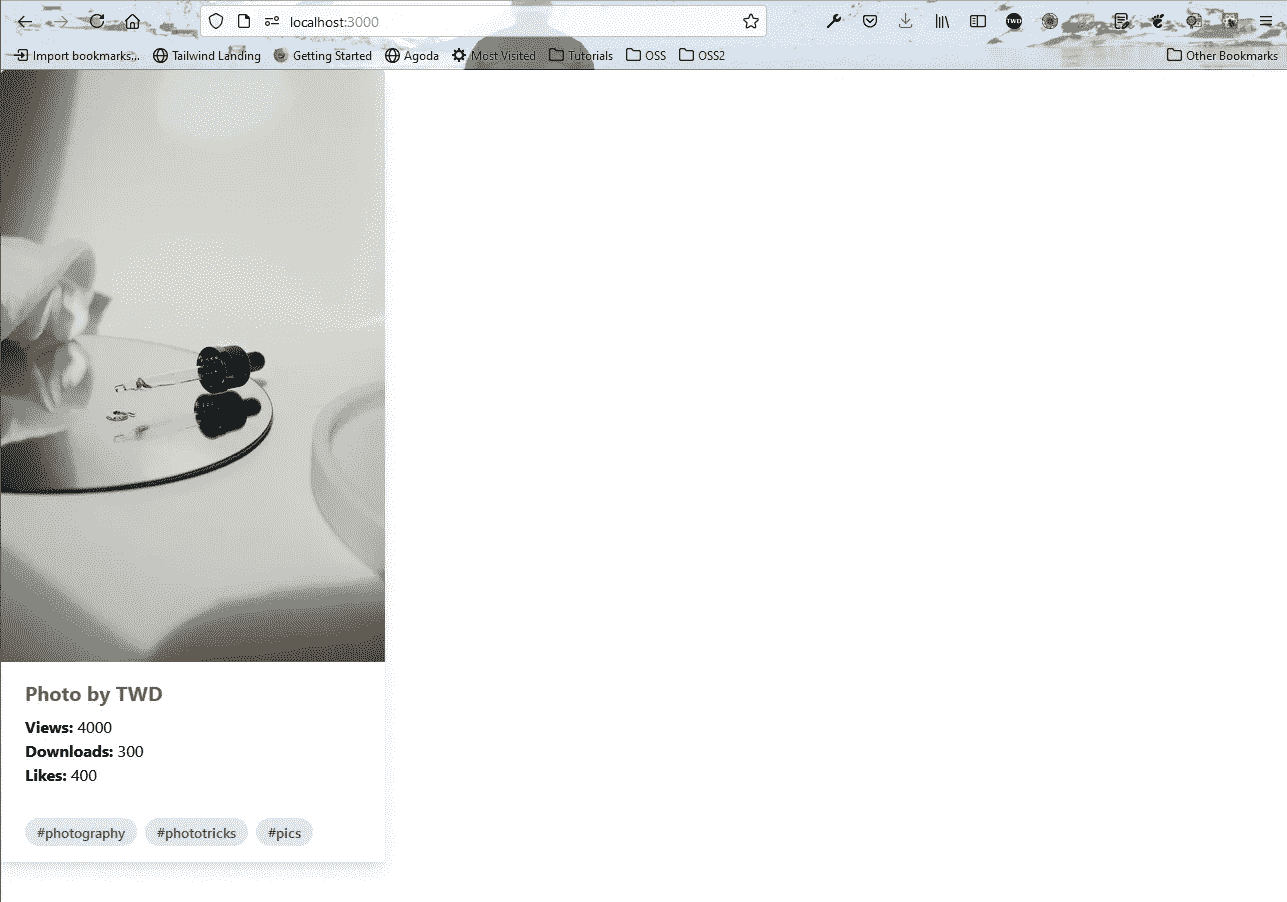 localhost:3000
TWD
Import bookmarks... Tailwind Landing Getting Started Agoda Most Visited Tutorials OSS OSS2 Other Bookmarks
Photo by TWD
Views: 4000
Downloads: 300
Likes: 400
#photography #phototricks #pics